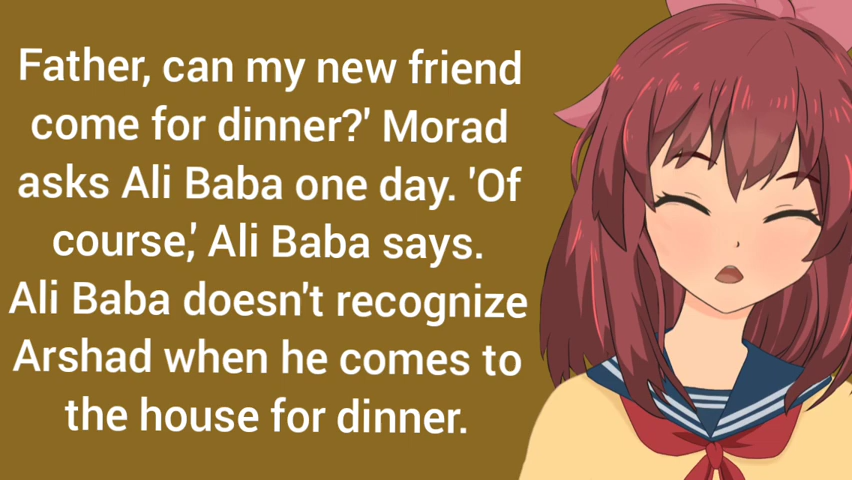 Father, can my new friend
come for dinner?' Morad
asks Ali Baba one day. 'Of
course,' Ali Baba says.
Ali Baba doesn't recognize
Arshad when he comes to
the house for dinner.